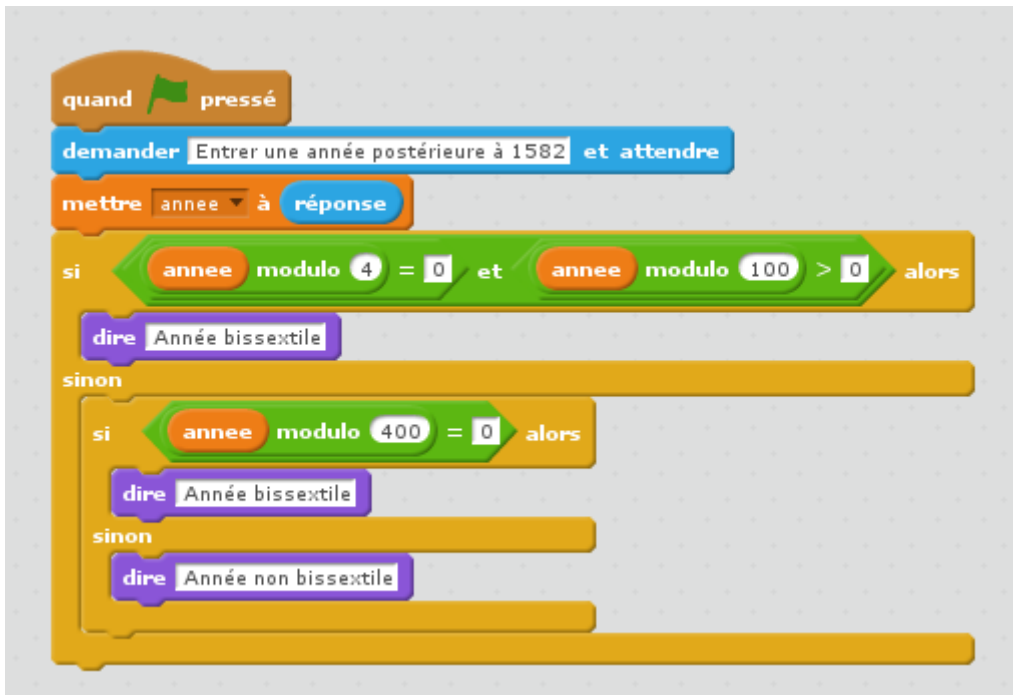 quand pressé
demander Entrer une année postérieure à 1582 et attendre
mettre annee à réponse
si annee modulo 4 = 0 et annee modulo 100 > 0 alors
dire Année bissextile
sinon
si annee modulo 400 = 0 alors
dire Année bissextile
sinon
dire Année non bissextile